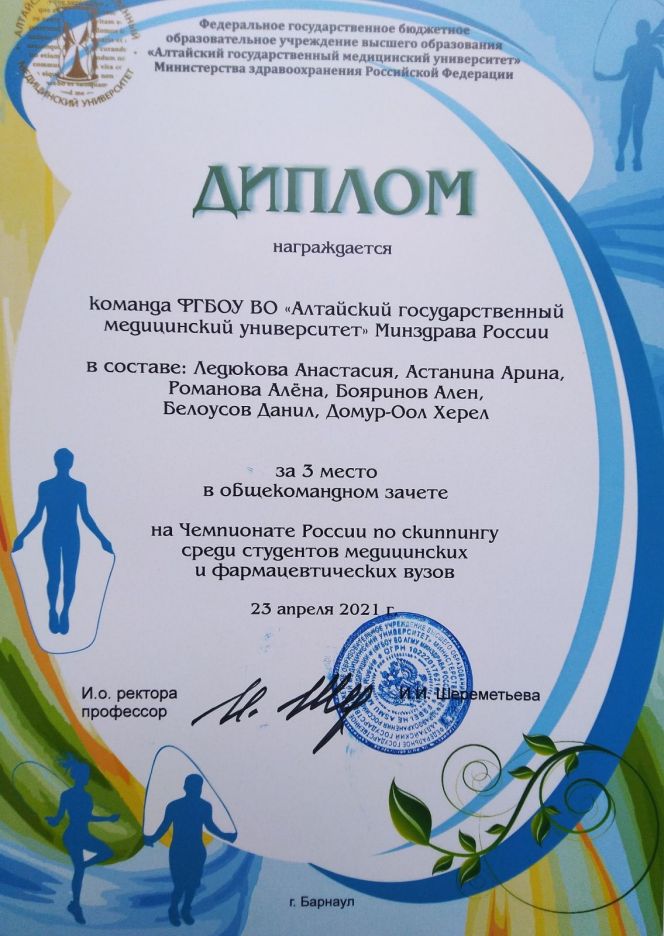 Федеральное государственное бюджетное
образовательное учреждение высшего образования
«Алтайский государственный медицинский университет»
Министерства здравоохранения Российской Федерации
МЕДИЦИНСКИЙ УНИВЕРСИТЕТ
ДИПЛОМ
награждается
команда ФГБОУ ВО «Алтайский государственный
медицинский университет» Минздрава России
в составе: Ледюкова Анастасия, Астанина Арина,
Романова Алёна, Бояринов Ален,
Белоусов Данил, Домур-Оол Херел
за 3 место
в общекомандном зачете
на Чемпионате России по скиппингу
среди студентов медицинских
и фармацевтических вузов
23 апреля 2021 г.
И.о. ректора
профессор
И.И. Шереметьева
г. Барнаул